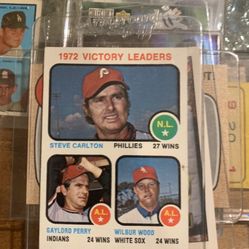 1972 VICTORY LEADERS
N.L.
STEVE CARLTON PHILLIES 27 WINS
A.L.
A.L.
GAYLORD PERRY WILBUR WOOD
INDIANS 24 WINS WHITE SOX 24 WINS